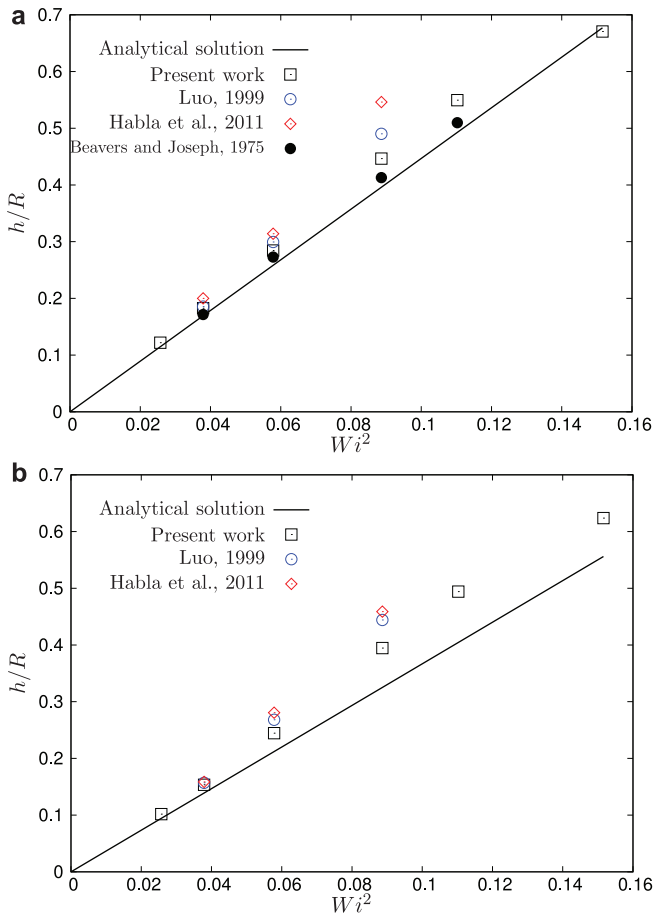 a
0.7
Analytical solution
0.6
Present work
Luo, 1999
0.5
Habla et al., 2011
Beavers and Joseph, 1975
0.4
h/R
0.3
0.2
0.1
0
0 0.02 0.04 0.06 0.08 0.1 0.12 0.14 0.16
Wi²
b
0.7
Analytical solution
0.6
Present work
Luo, 1999
0.5
Habla et al., 2011
0.4
h/R
0.3
0.2
0.1
0
0 0.02 0.04 0.06 0.08 0.1 0.12 0.14 0.16
Wi²